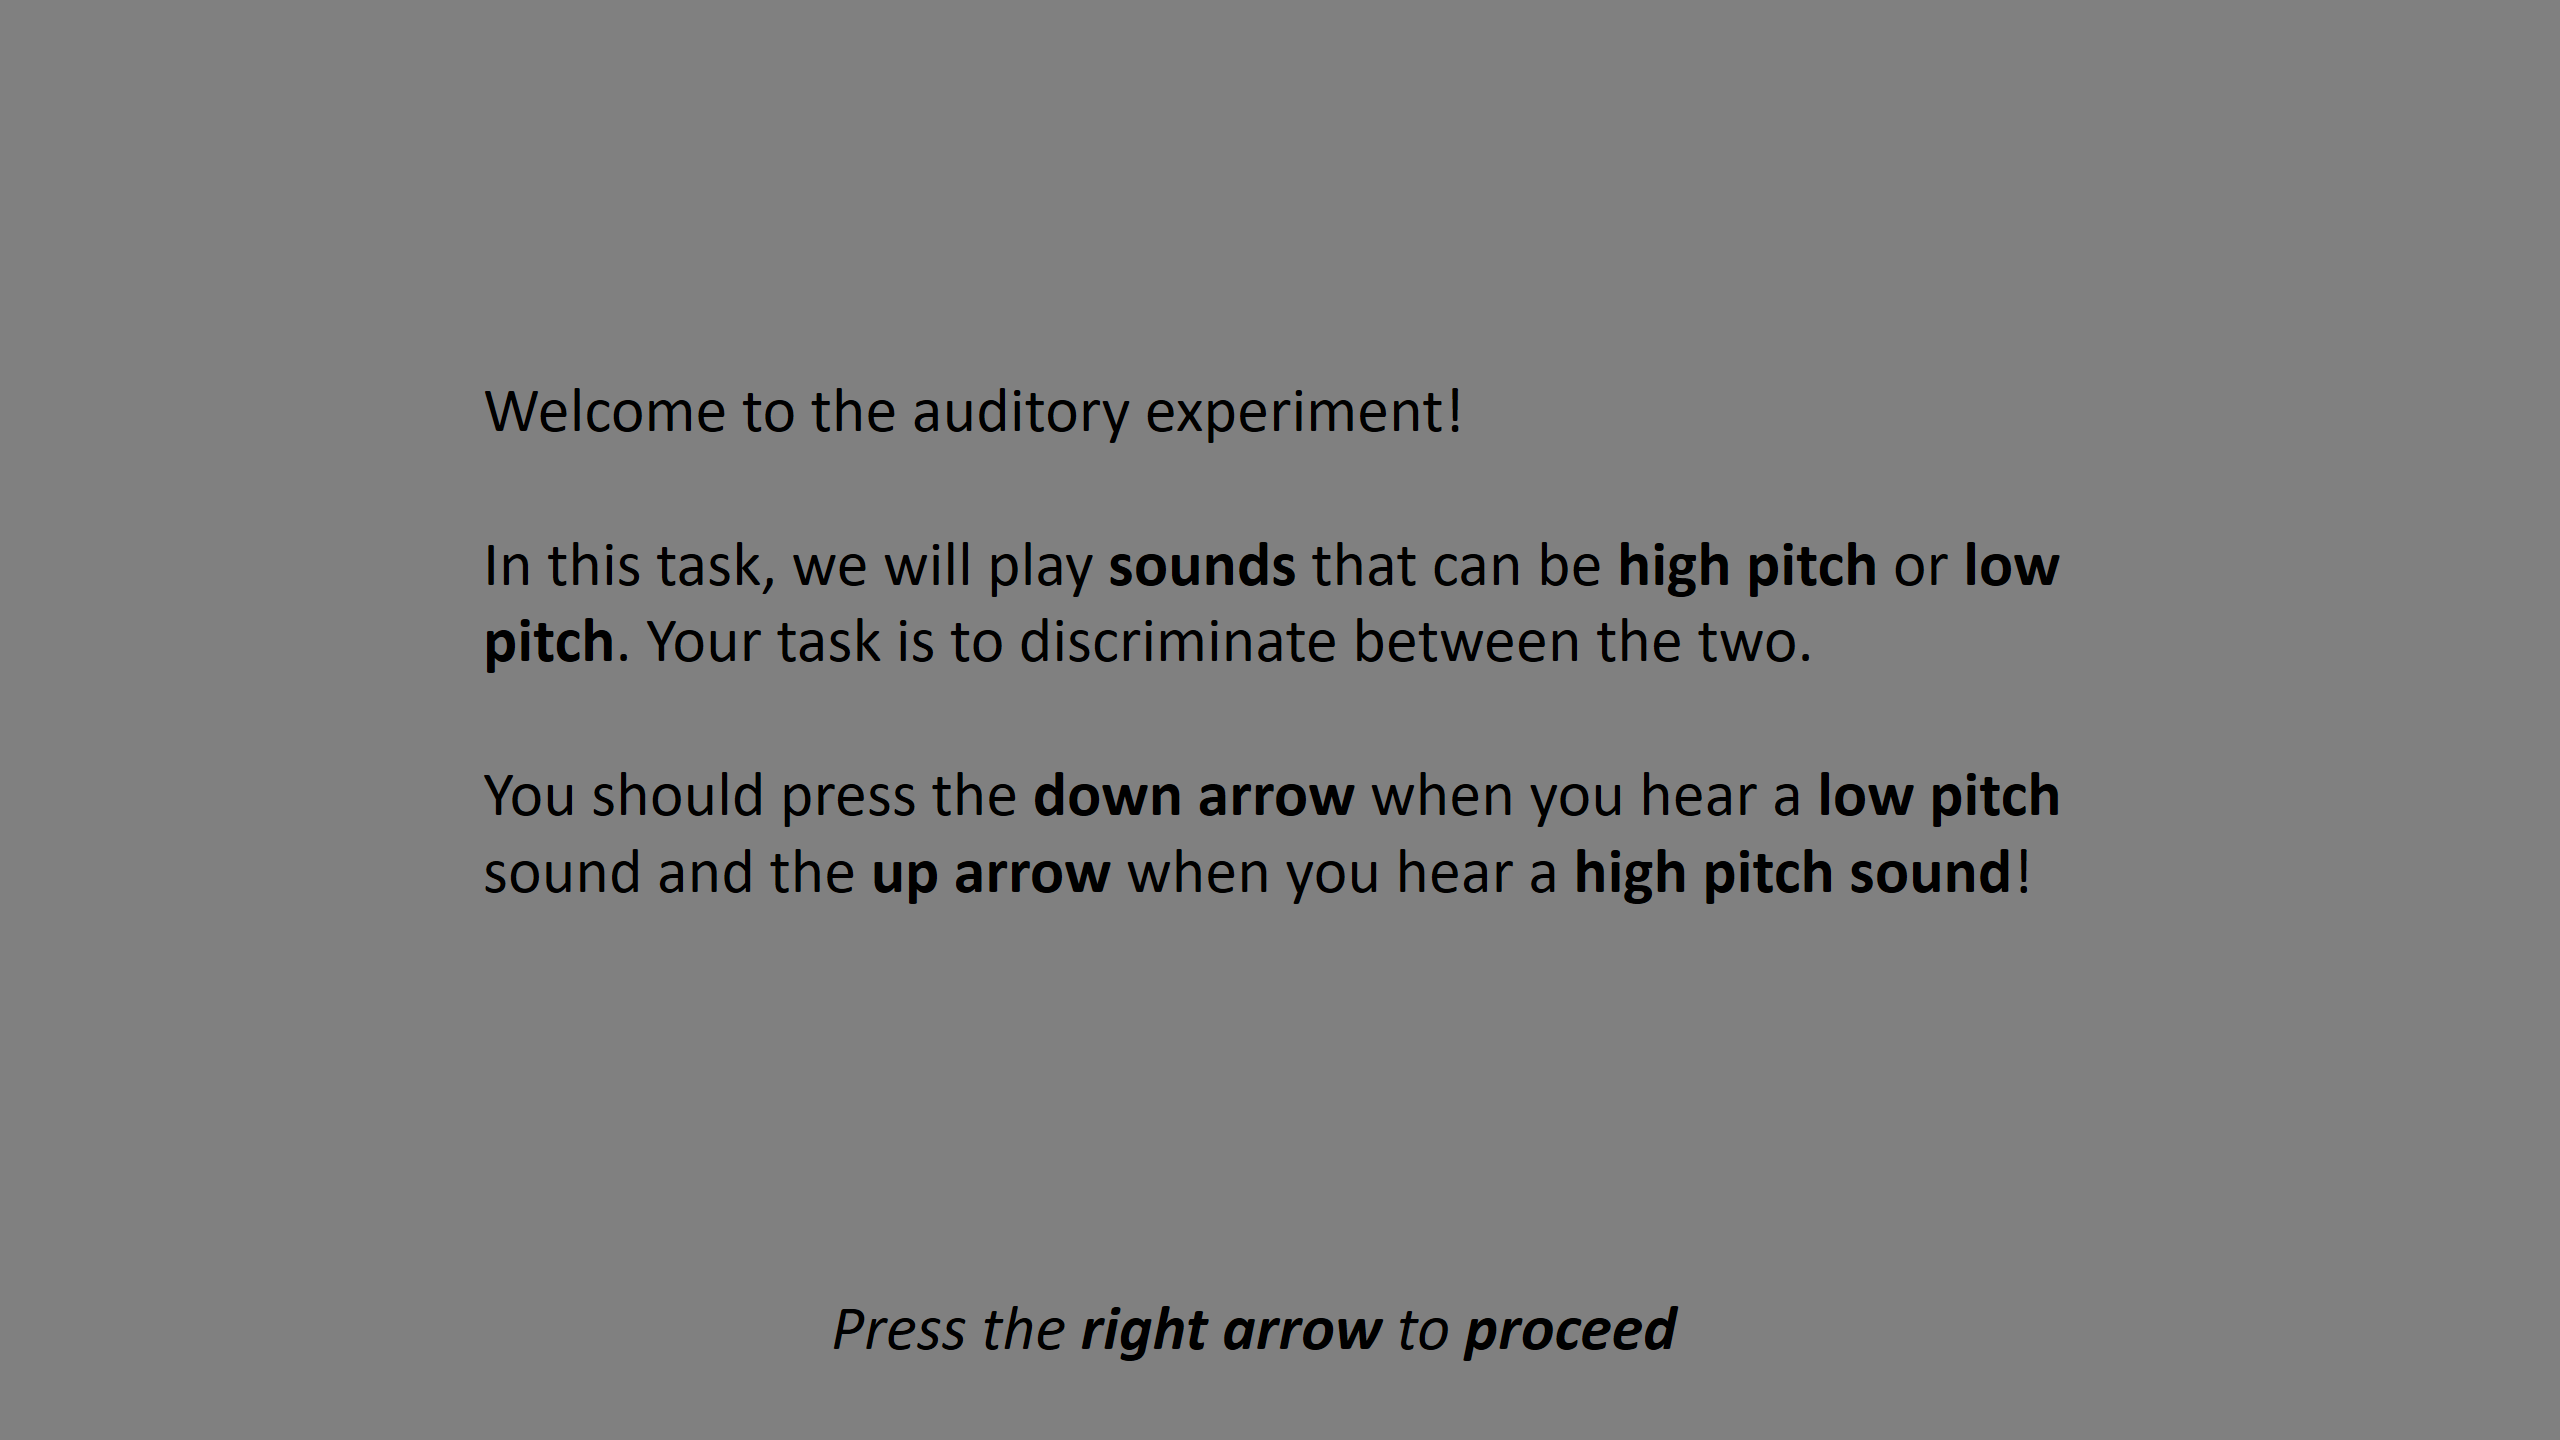 Welcome to the auditory experiment!
In this task, we will play sounds that can be high pitch or low
pitch. Your task is to discriminate between the two.
You should press the down arrow when you hear a low pitch
sound and the up arrow when you hear a high pitch sound!
Press the right arrow to proceed